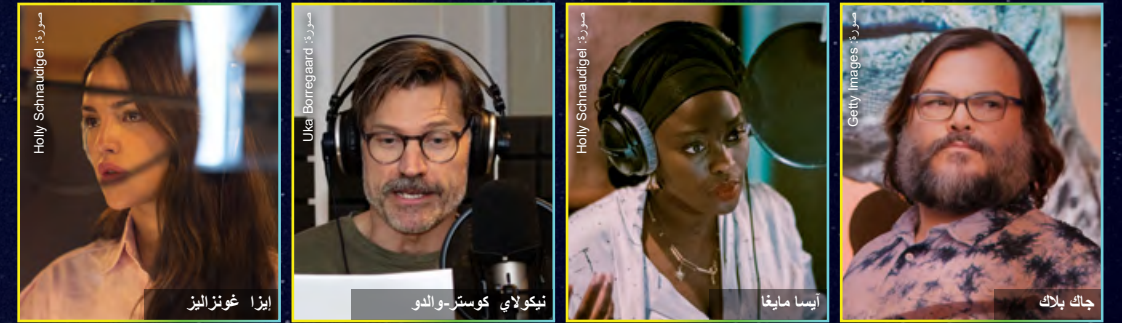 صورة: Holly Schnaudigel
إيزا غونزاليز
صورة: Uka Borregaard
نيكولاي كوستر-والدو
صورة: Holly Schnaudigel
آيسا مايغا
صورة: Getty Images
جاك بلاك